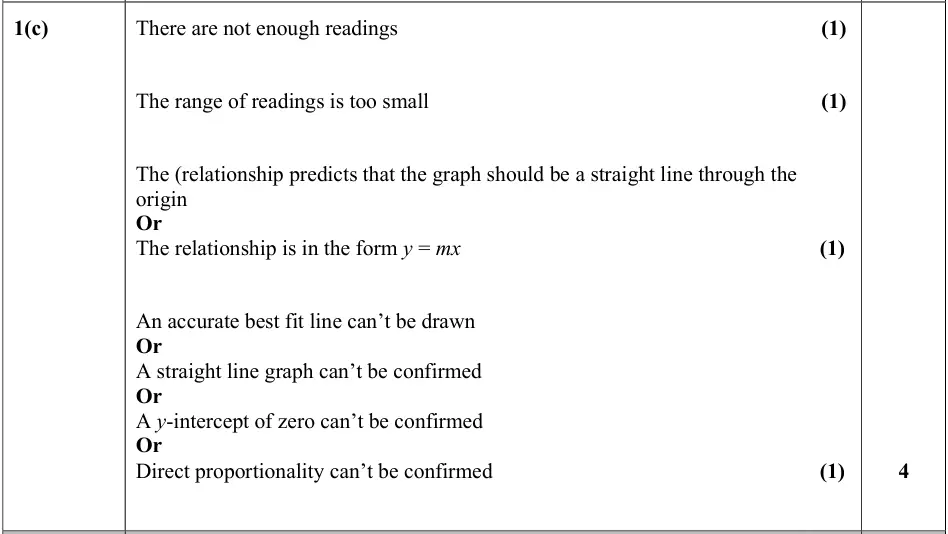 1(c) There are not enough readings (1)
The range of readings is too small (1)
The (relationship predicts that the graph should be a straight line through the
origin
Or
The relationship is in the form y = mx (1)
An accurate best fit line can’t be drawn
Or
A straight line graph can’t be confirmed
Or
A y-intercept of zero can’t be confirmed
Or
Direct proportionality can’t be confirmed (1) 4